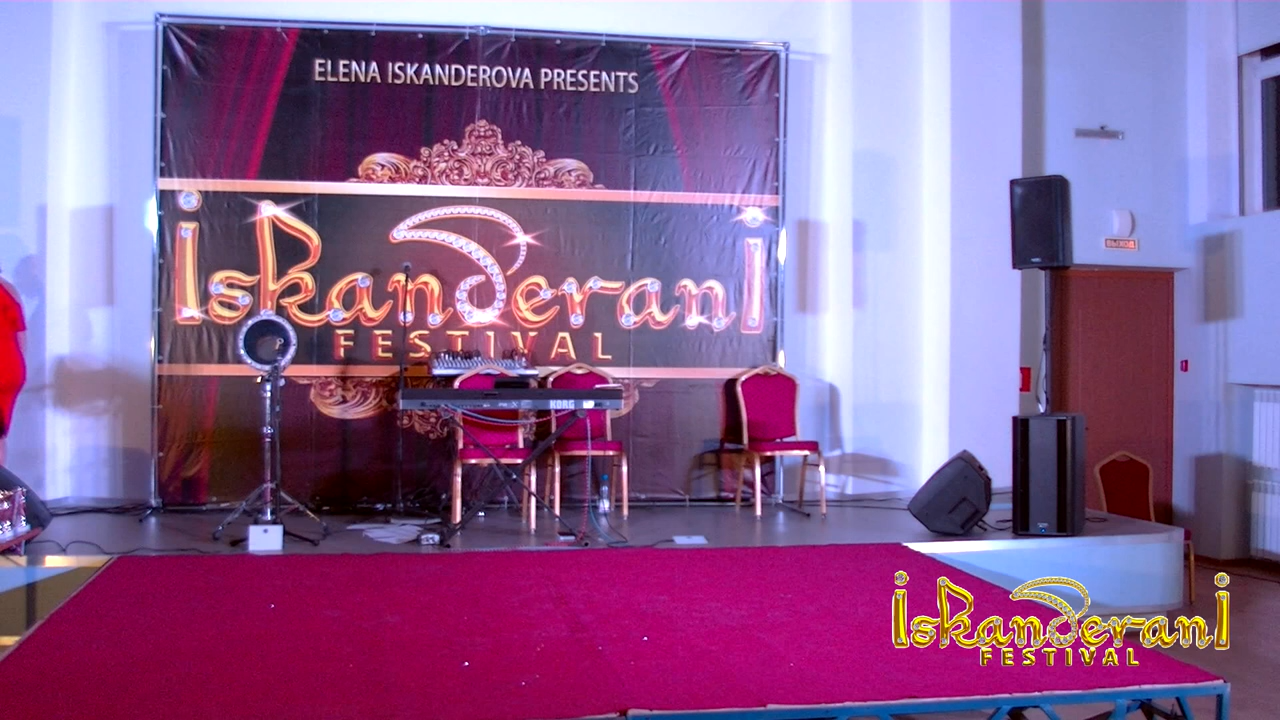 ELENA ISKANDEROVA PRESENTS
iskanderani
FESTIVAL
ВЫХОД
KORG
iskanderani
FESTIVAL